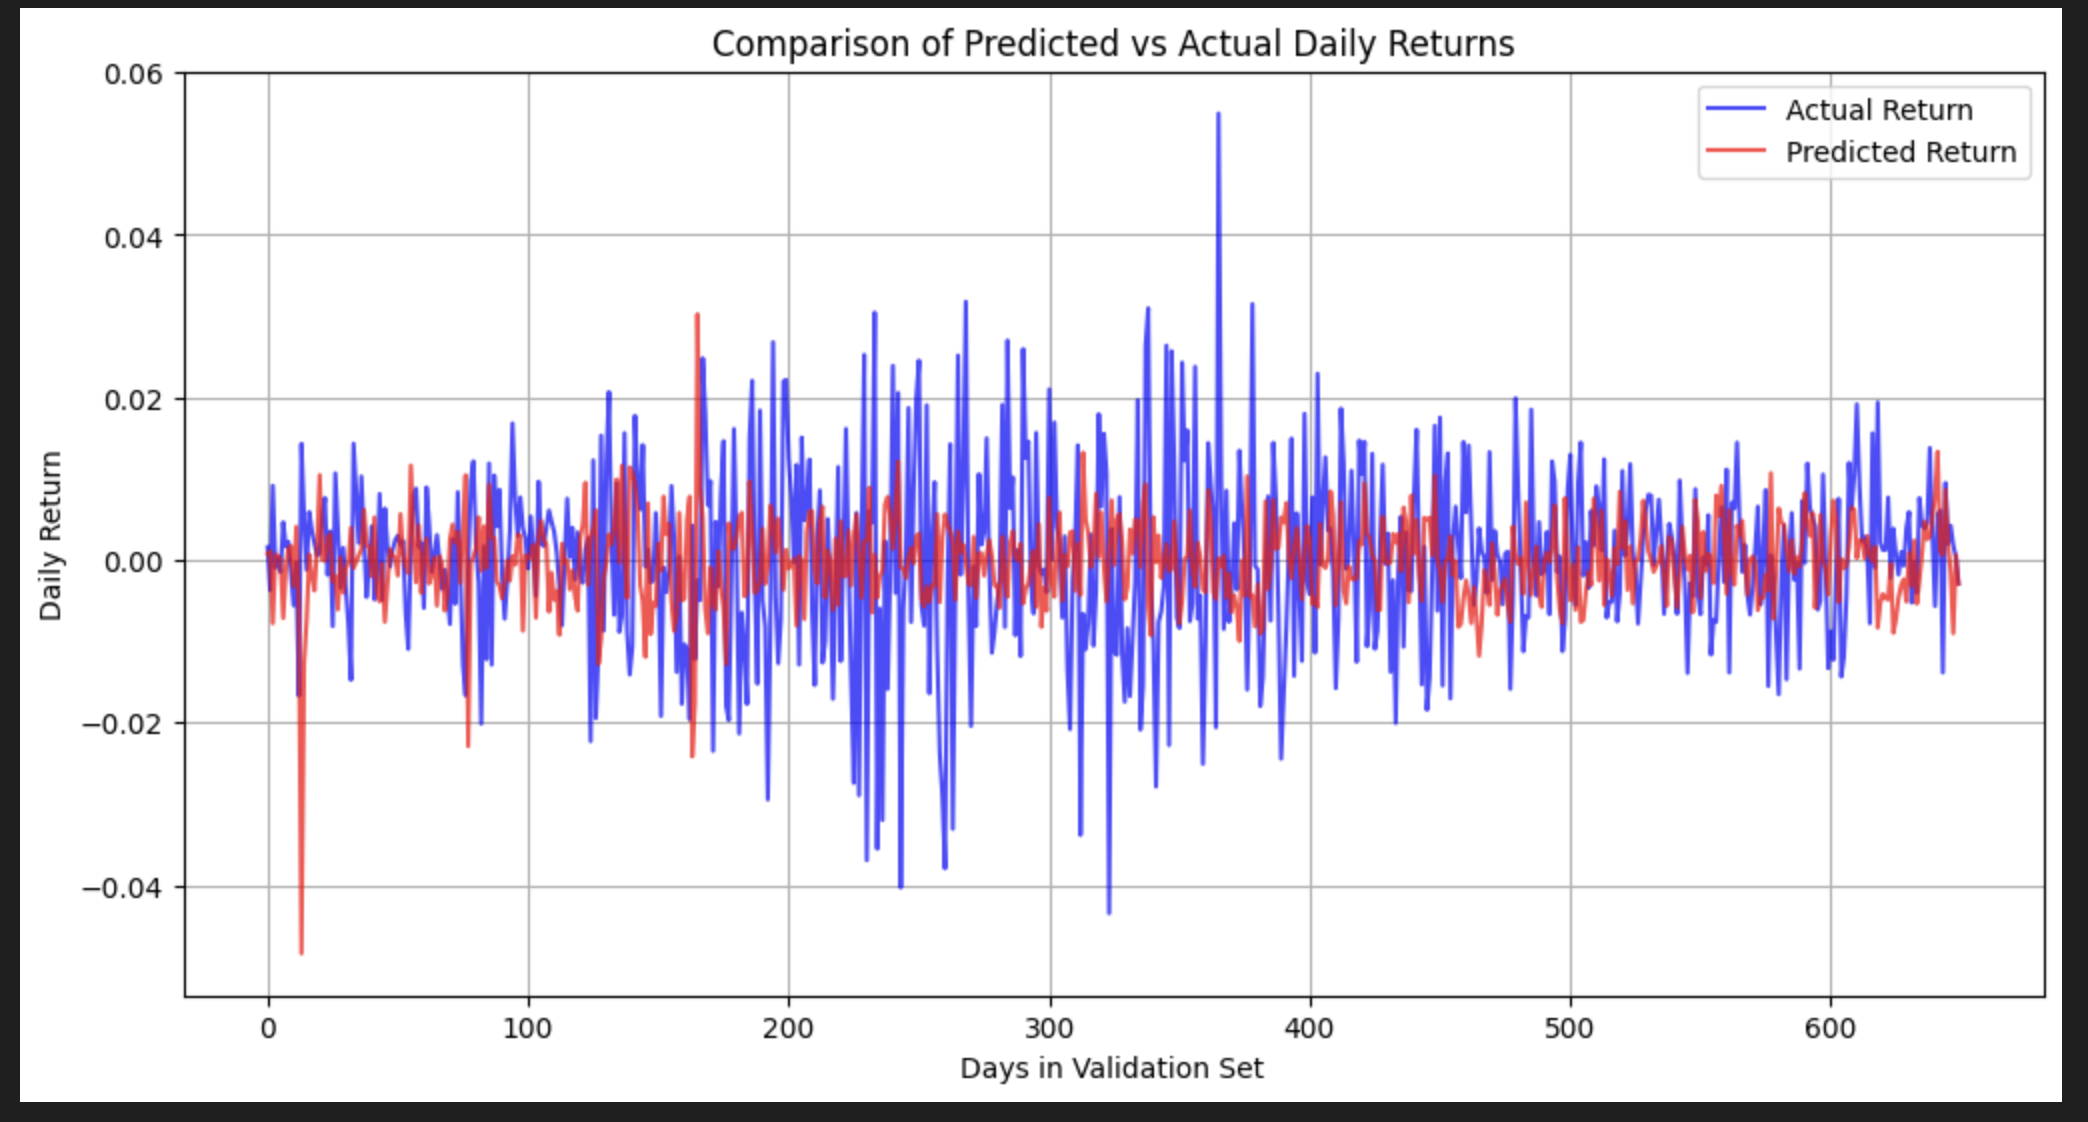 Comparison of Predicted vs Actual Daily Returns
Actual Return
Predicted Return
Daily Return
0.06
0.04
0.02
0.00
−0.02
−0.04
0 100 200 300 400 500 600
Days in Validation Set